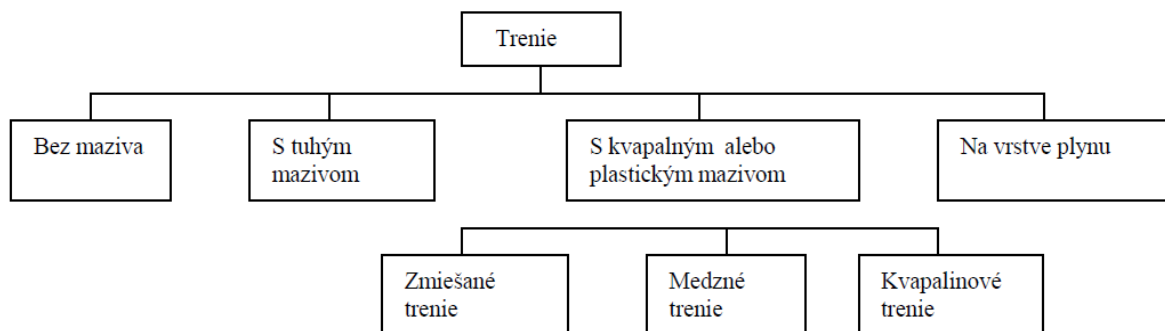 Trenie
Bez maziva
S tuhým
mazivom
S kvapalným alebo
plastickým mazivom
Na vrstve plynu
Zmiešané
trenie
Medzné
trenie
Kvapalinové
trenie